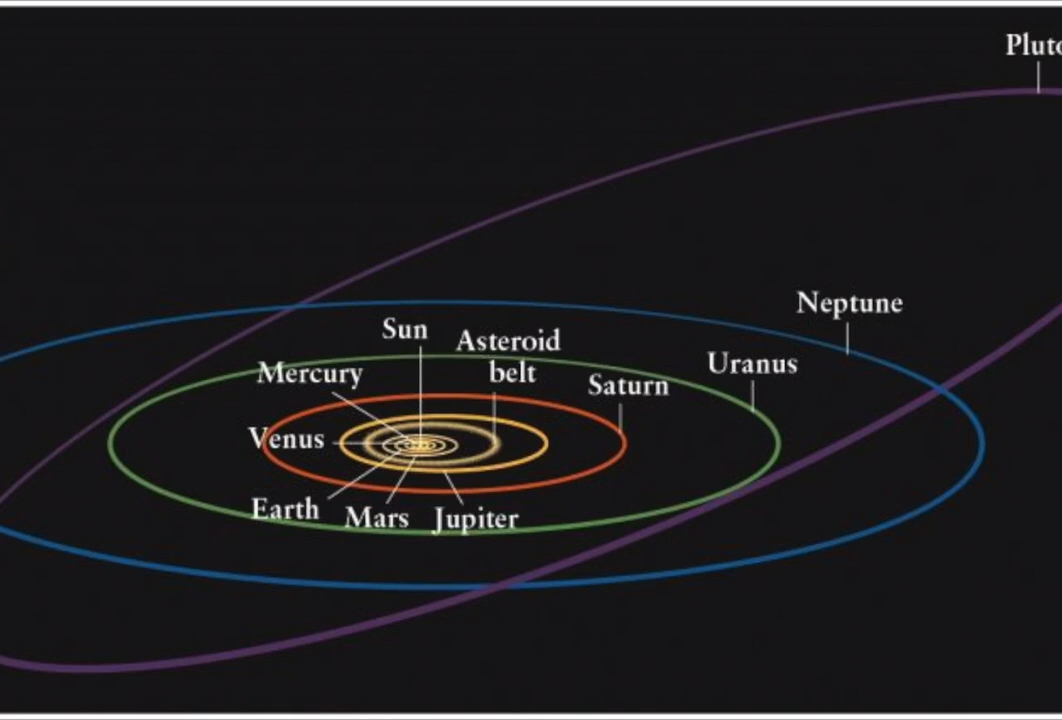 Pluto
Neptune
Sun
Asteroid
belt
Uranus
Mercury
Saturn
Venus
Earth
Mars
Jupiter